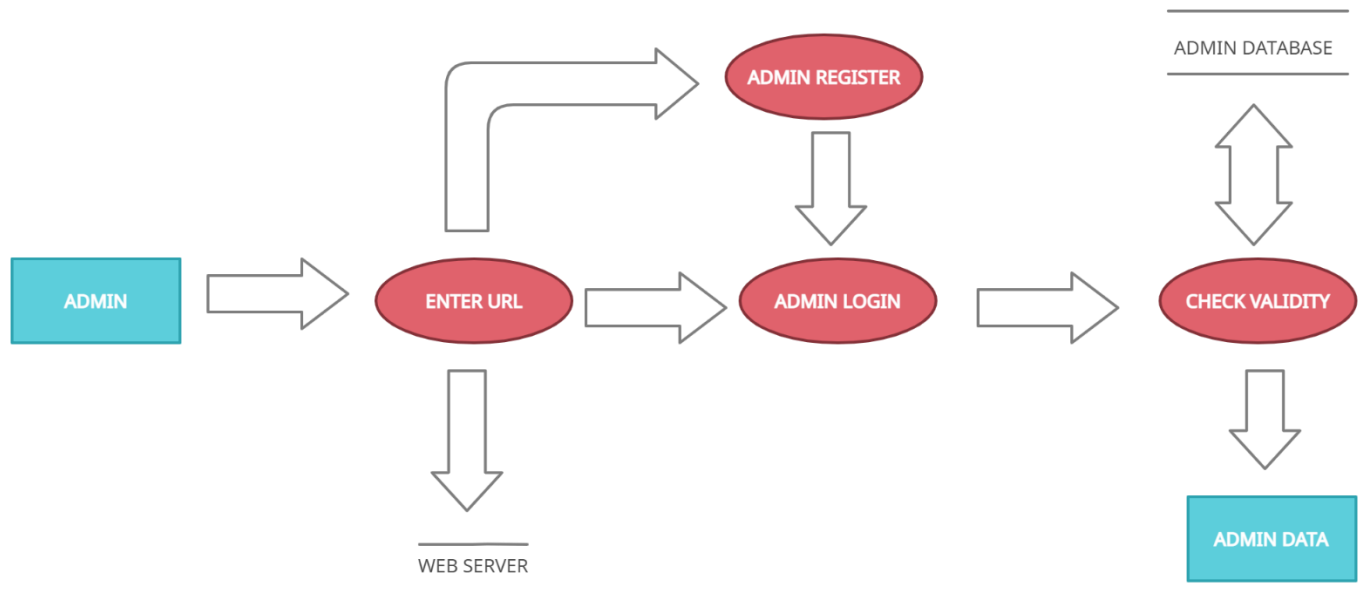 ADMIN REGISTER
ADMIN DATABASE
ADMIN
ENTER URL
ADMIN LOGIN
CHECK VALIDITY
WEB SERVER
ADMIN DATA